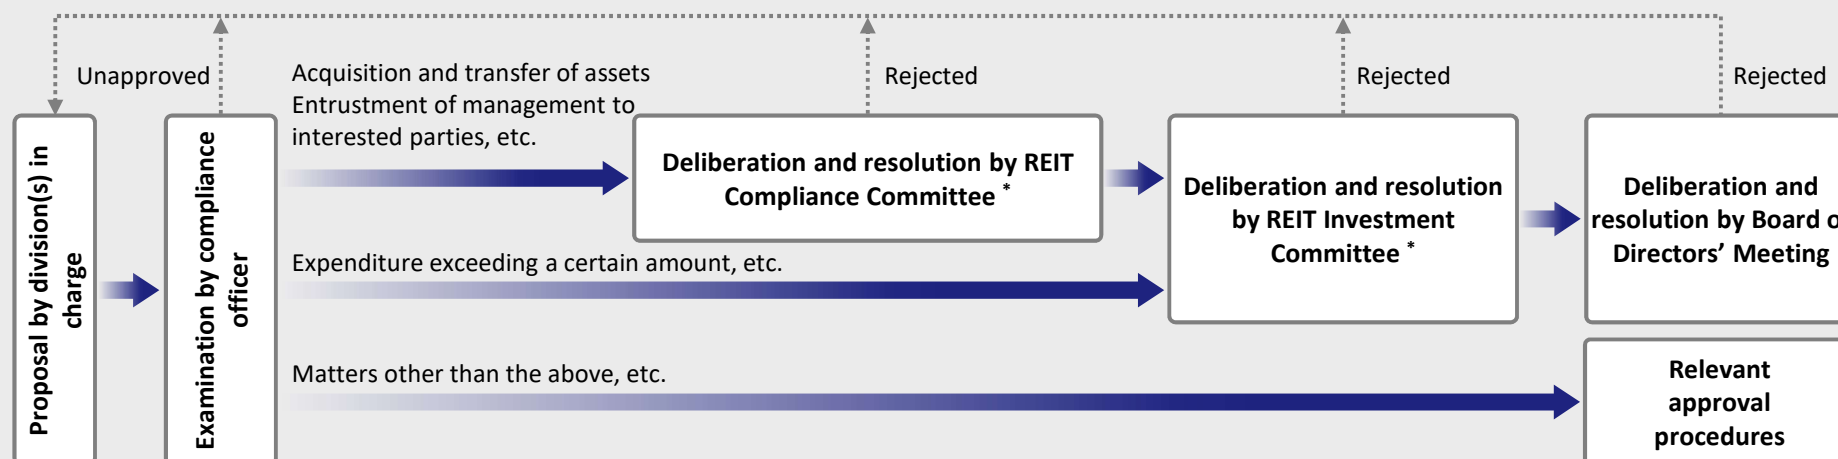 Unapproved
Acquisition and transfer of assets
Entrustment of management to
interested parties, etc.
Rejected
Rejected
Rejected
Proposal by division(s) in
charge
Examination by compliance
officer
Deliberation and resolution by REIT
Compliance Committee *
Deliberation and resolution
by REIT Investment
Committee *
Deliberation and
resolution by Board o
Directors’ Meeting
Expenditure exceeding a certain amount, etc.
Matters other than the above, etc.
Relevant
approval
procedures